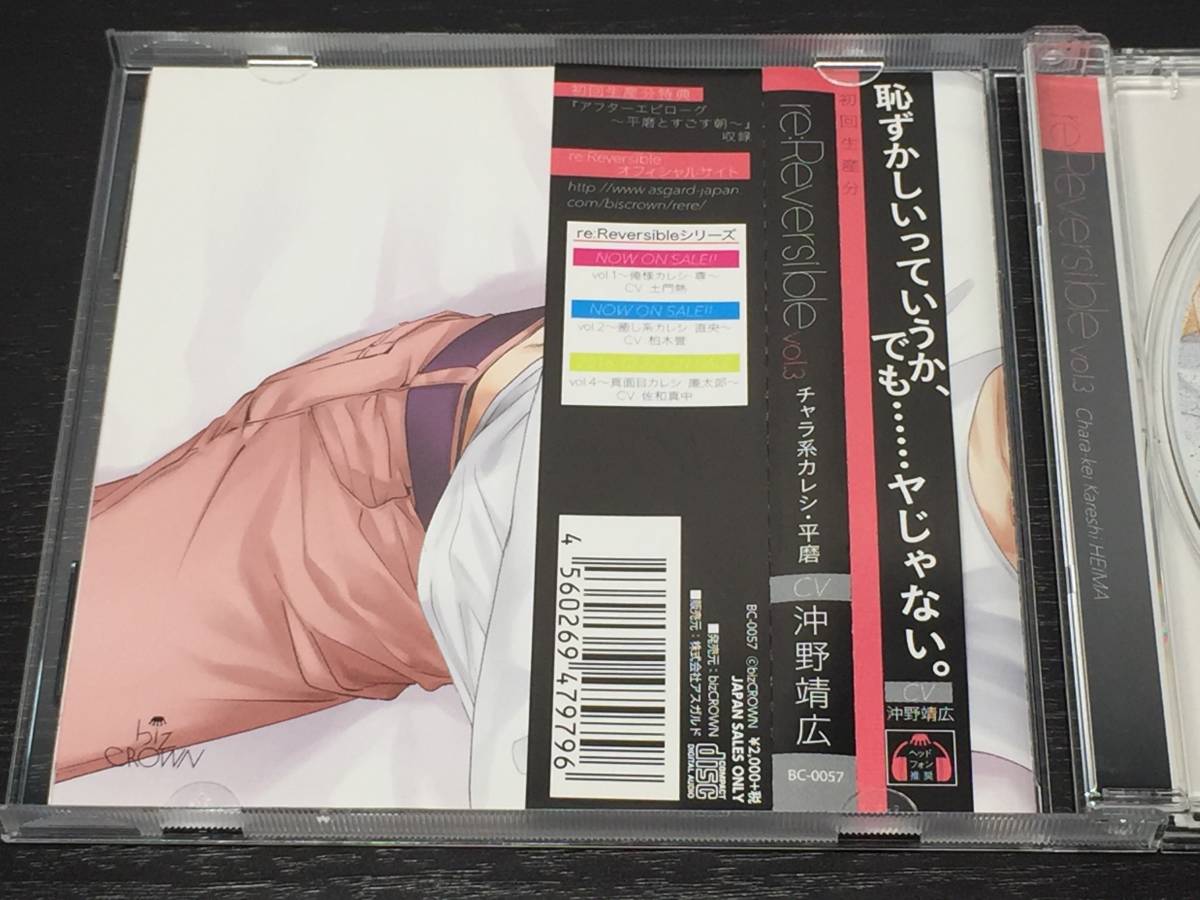 初回生産分特典
『アフターエピローグ
～平磨とすごす朝～』
収録
re:Reversible
オフィシャルサイト
http://www.asgard-japan.
com/biscrown/rere/
re:Reversibleシリーズ
NOW ON SALE!!
vol.1～俺様カレシ 尊～
CV 土門熱
NOW ON SALE!!
vol.2～癒し系カレシ 直央～
CV 柏木誉
vol.4～真面目カレシ 廉太郎～
CV 佐和真中
4 560269 479796
BC-0057 ©bizCROWN ¥2,000+税
JAPAN SALES ONLY
■発売元：bizCROWN
■販売元：株式会社アスガルド
COMPACT
disc
DIGITAL AUDIO
re:Reversible vol.3 チャラ系カレシ・平磨
CV 沖野靖広
BC-0057
初回生産分
恥ずかしいっていうか、
でも……ヤじゃない。
CV
沖野靖広
ヘッド
フォン
推奨
biz
CROWN
re:Reversible vol.3 Chara-kei Kareshi HEIMA